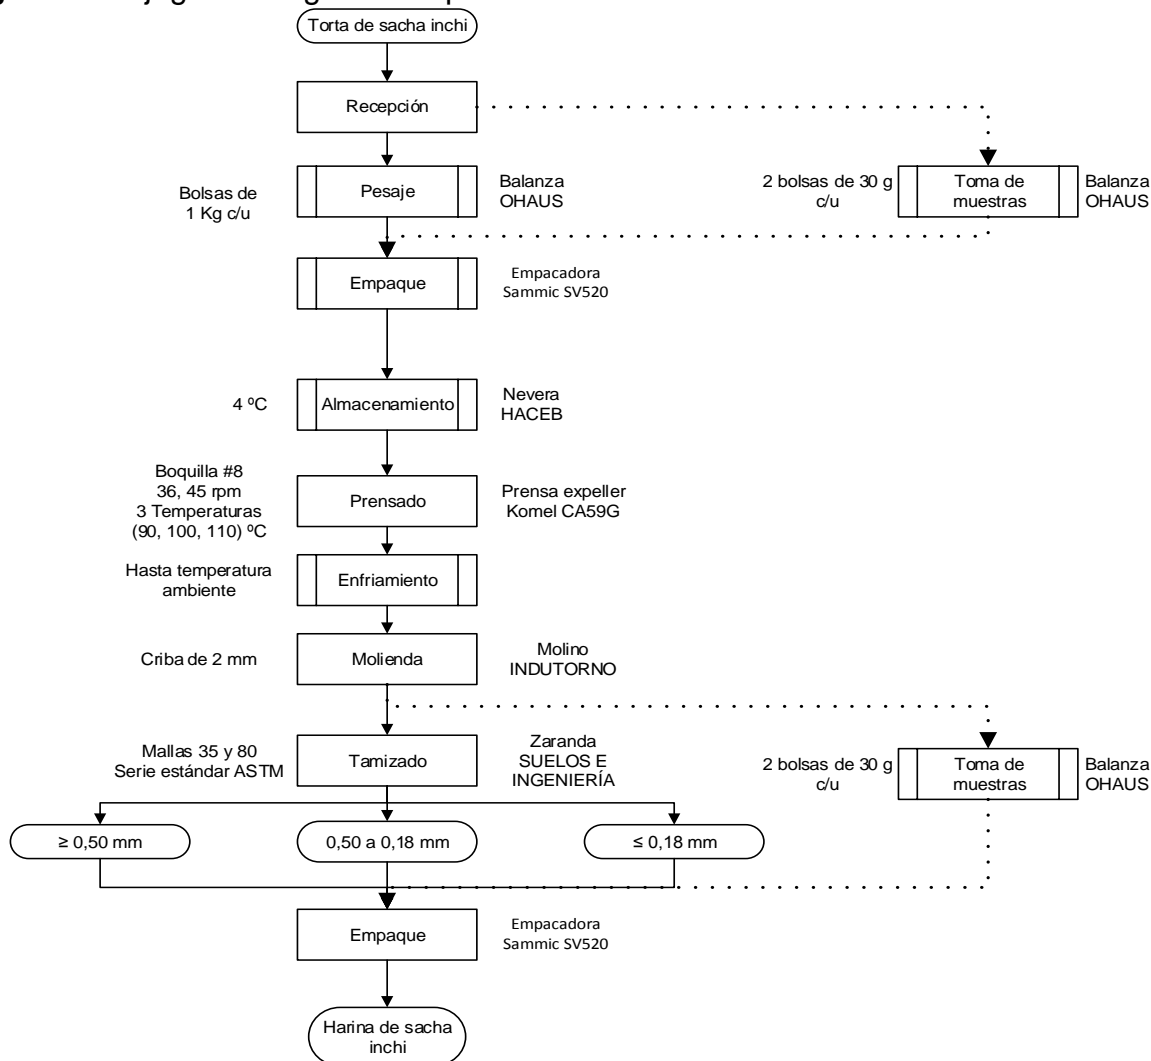 Torta de sacha inchi
Recepción
Bolsas de
1 Kg c/u
Pesaje
Balanza
OHAUS
2 bolsas de 30 g
c/u
Toma de
muestras
Balanza
OHAUS
Empaque
Empacadora
Sammic SV520
4 ºC
Almacenamiento
Nevera
HACEB
Boquilla #8
36, 45 rpm
3 Temperaturas
(90, 100, 110) ºC
Prensado
Prensa expeller
Komel CA59G
Hasta temperatura
ambiente
Enfriamiento
Criba de 2 mm
Molienda
Molino
INDUTORNO
Mallas 35 y 80
Serie estándar ASTM
Tamizado
Zaranda
SUELOS E
INGENIERÍA
2 bolsas de 30 g
c/u
Toma de
muestras
Balanza
OHAUS
≥ 0,50 mm
0,50 a 0,18 mm
≤ 0,18 mm
Empaque
Empacadora
Sammic SV520
Harina de sacha
inchi